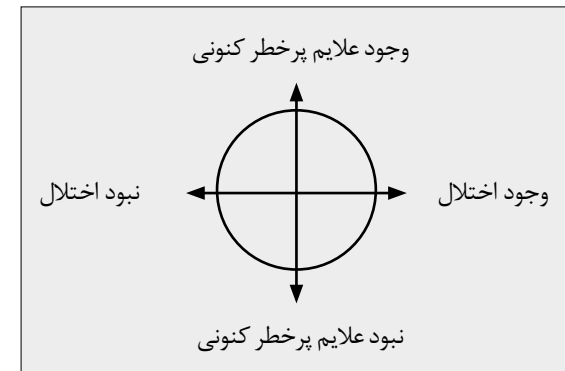 وجود علایم پرخطر کنونی
وجود اختلال
نبود اختلال
نبود علایم پرخطر کنونی